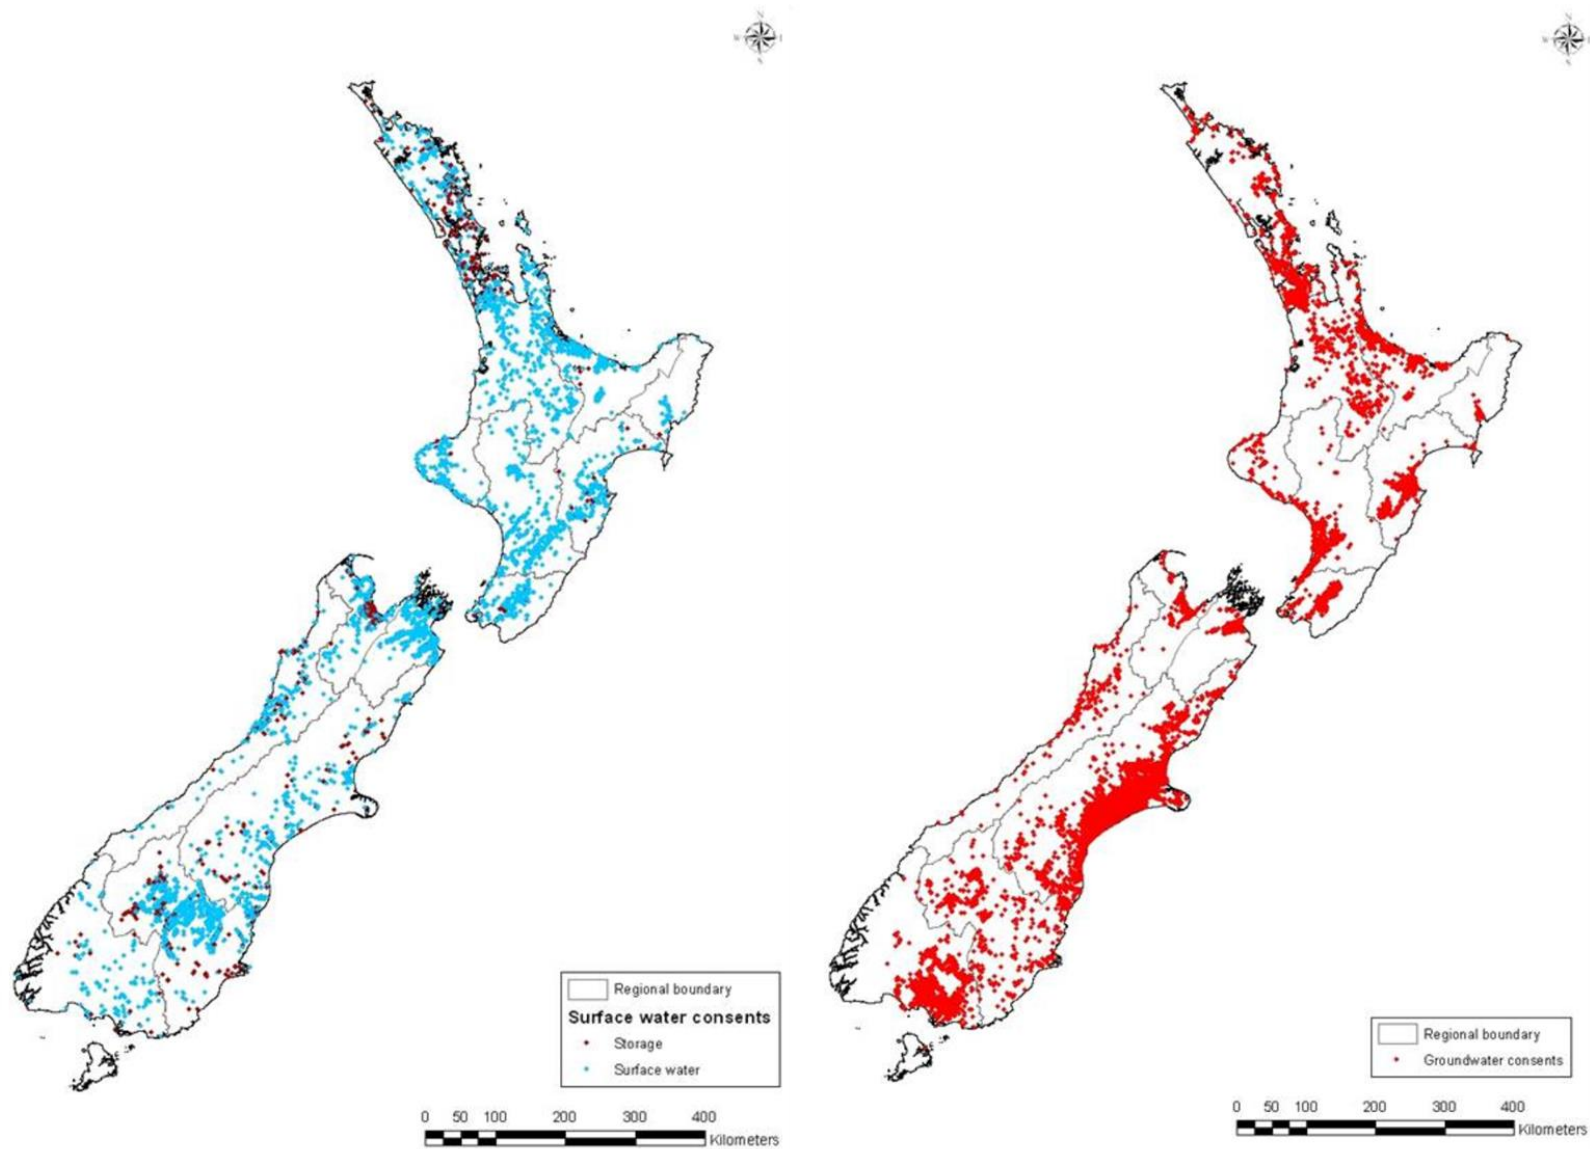 N
W
N
W
Regional boundary
Surface water consents
Storage
Surface water
0 50 100 200 300 400
Kilometers
Regional boundary
Groundwater consents
0 50 100 200 300 400
Kilometers